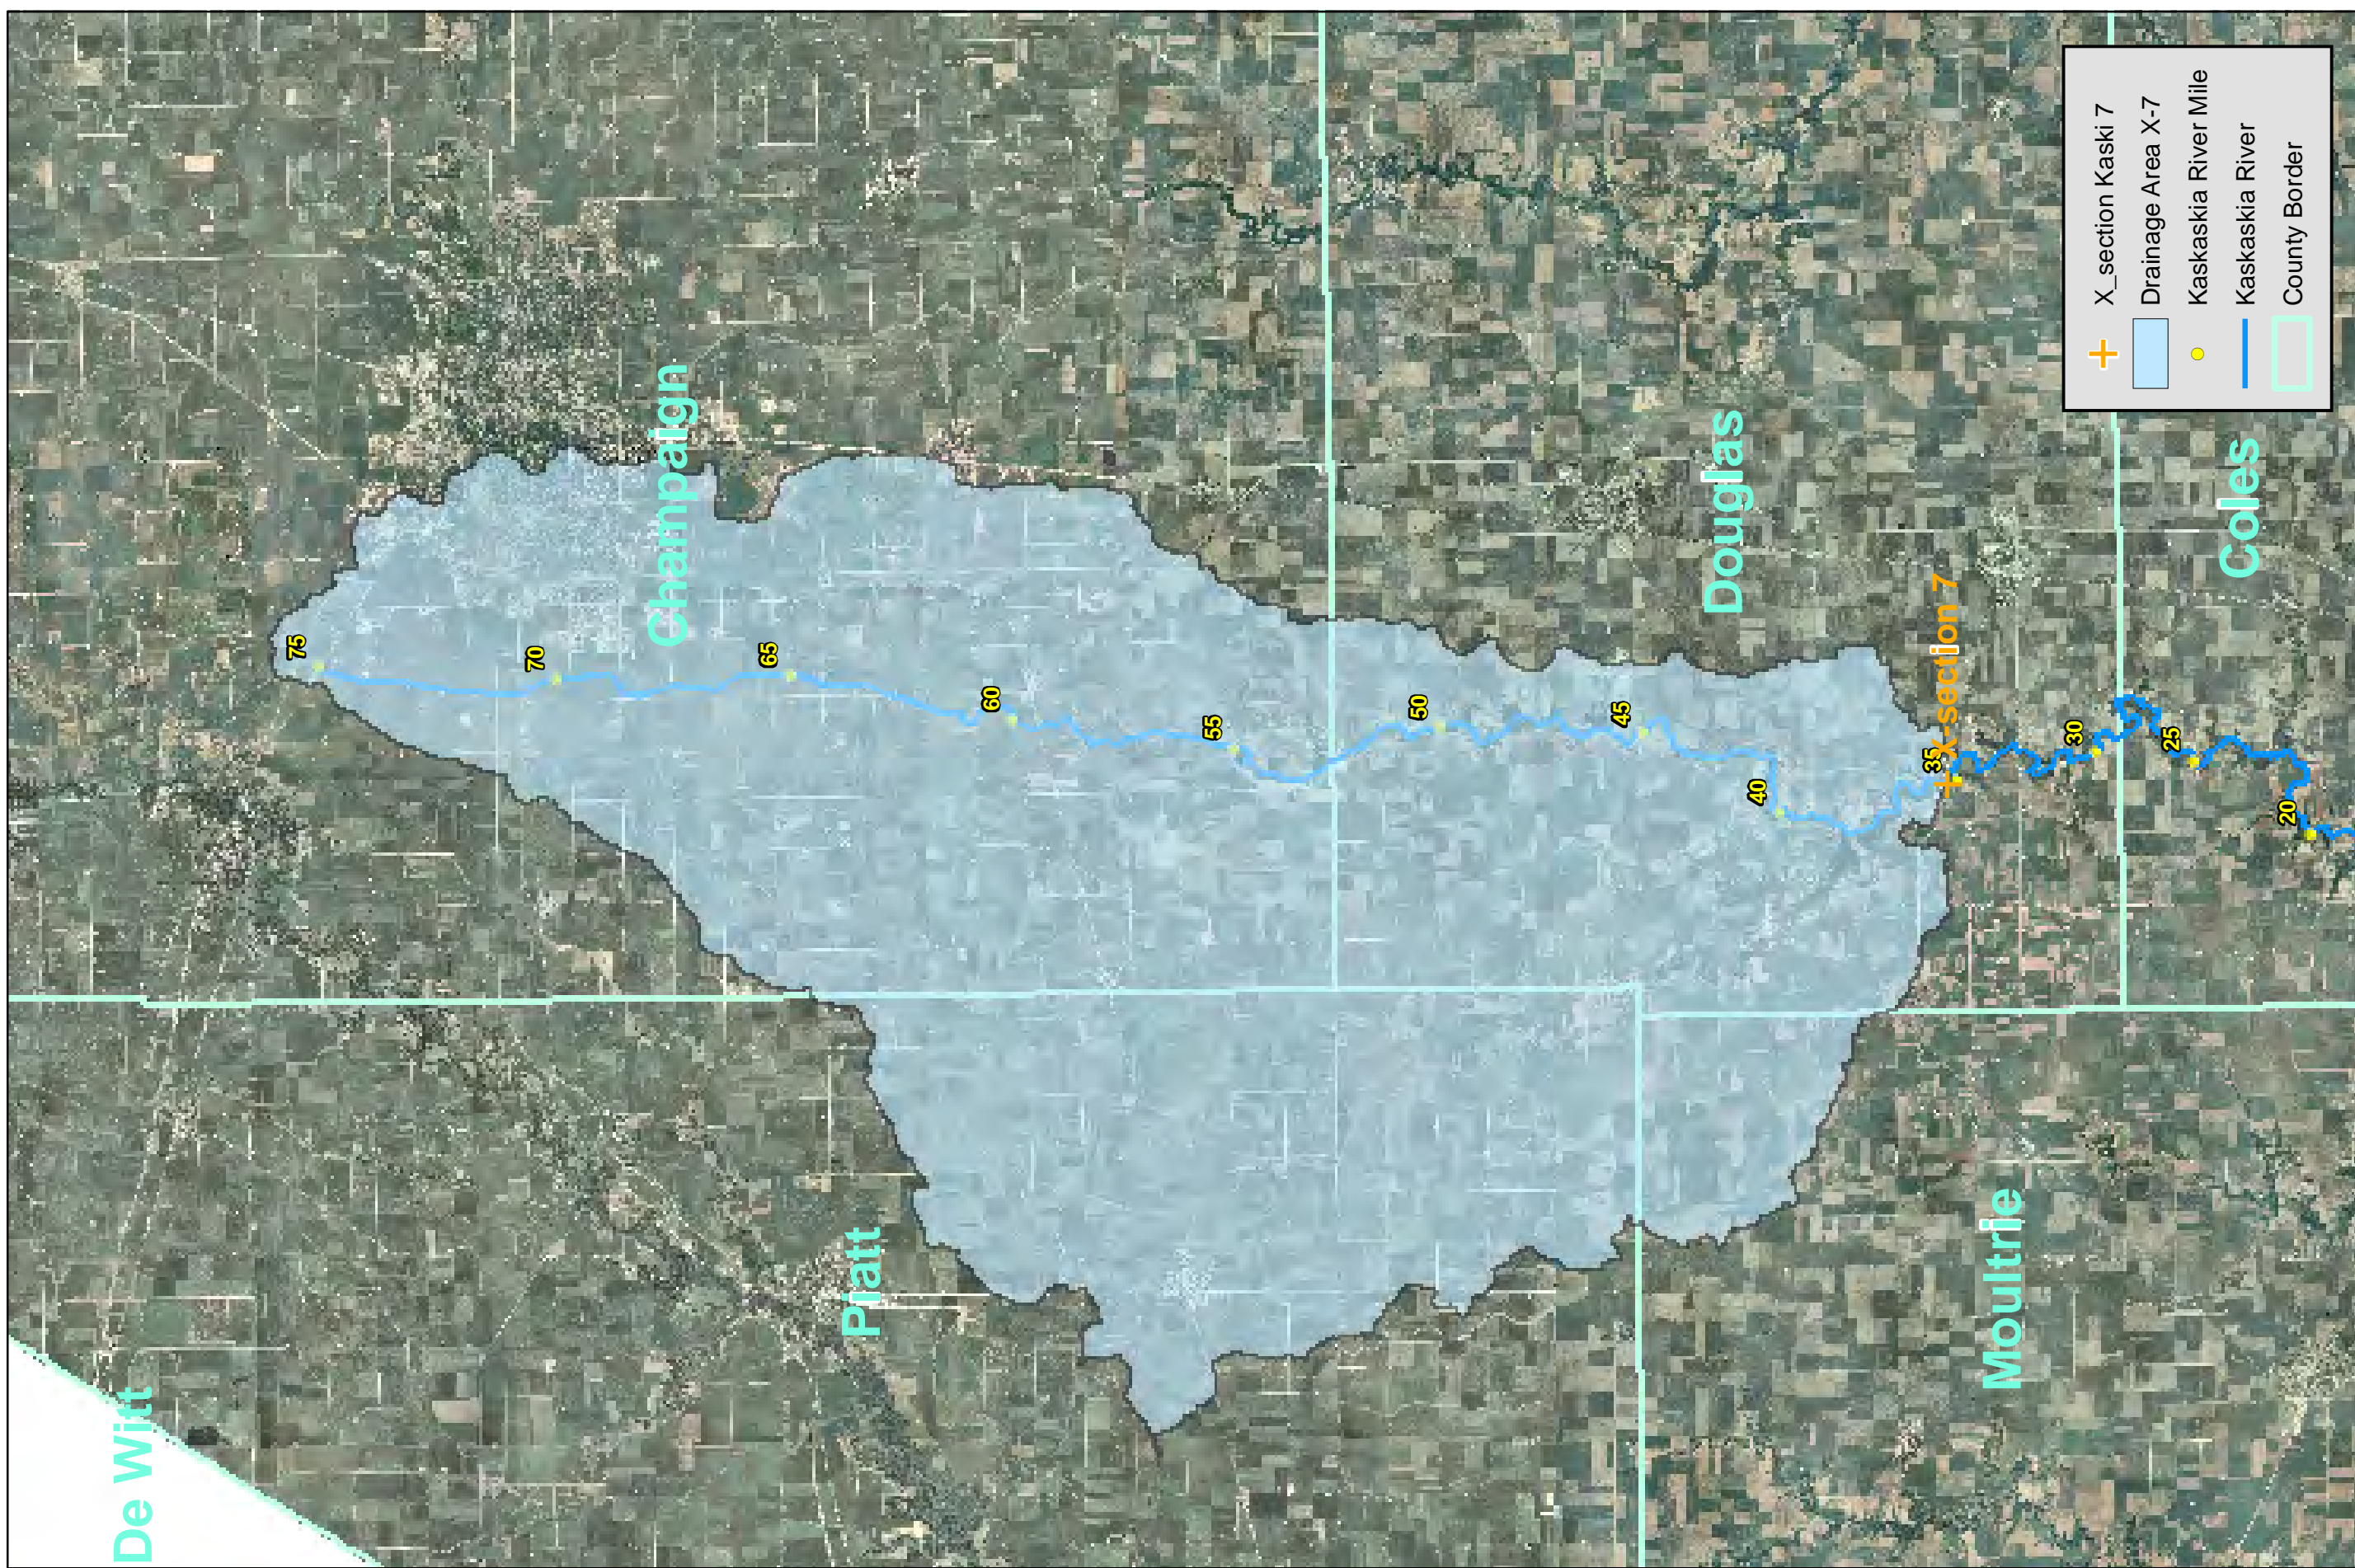 De Witt
Piatt
Champaign
Moultrie
Douglas
Coles
75
70
65
60
55
50
45
40
35
X-section 7
30
25
20
X_section Kaski 7
Drainage Area X-7
Kaskaskia River Mile
Kaskaskia River
County Border